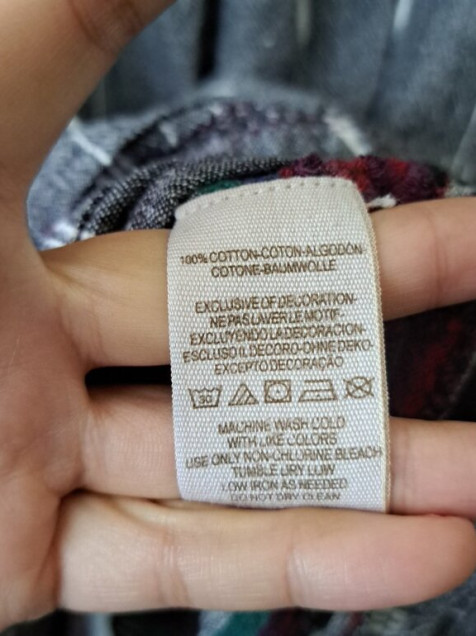 100% COTTON-COTON-ALGODON
COTONE-BAUMWOLLE
EXCLUSIVE OF DECORATION-
NE PAS LAVER LE MOTIF-
EXCLUYENDO LA DECORACION-
ESCLUSO IL DECORO-OHNE DEKO-
EXCEPTO DECORAÇÃO
30
MACHINE WASH COLD
WITH LIKE COLORS
USE ONLY NON-CHLORINE BLEACH
TUMBLE DRY LOW
LOW IRON AS NEEDED
DO NOT DRY CLEAN